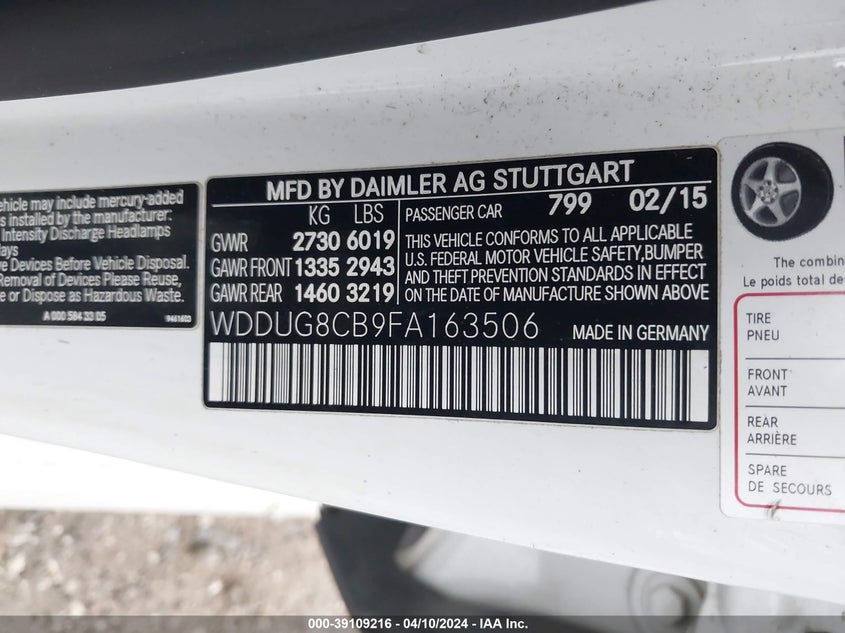 ehicle may include mercury-added
s installed by the manufacturer:
Intensity Discharge Headlamps
lays
e Devices Before Vehicle Disposal.
Removal of Devices Please Reuse,
e or Dispose as Hazardous Waste.
A 000 584 33 05 9461603
MFD BY DAIMLER AG STUTTGART
KG LBS
GWR 2730 6019
GAWR FRONT 1335 2943
GAWR REAR 1460 3219
PASSENGER CAR 799 02/15
THIS VEHICLE CONFORMS TO ALL APPLICABLE
U.S. FEDERAL MOTOR VEHICLE SAFETY,BUMPER
AND THEFT PREVENTION STANDARDS IN EFFECT
ON THE DATE OF MANUFACTURE SHOWN ABOVE
WDDUG8CB9FA163506 MADE IN GERMANY
The combin
Le poids total de
TIRE
PNEU
FRONT
AVANT
REAR
ARRIÈRE
SPARE
DE SECOURS
000-39109216 - 04/10/2024 - IAA Inc.